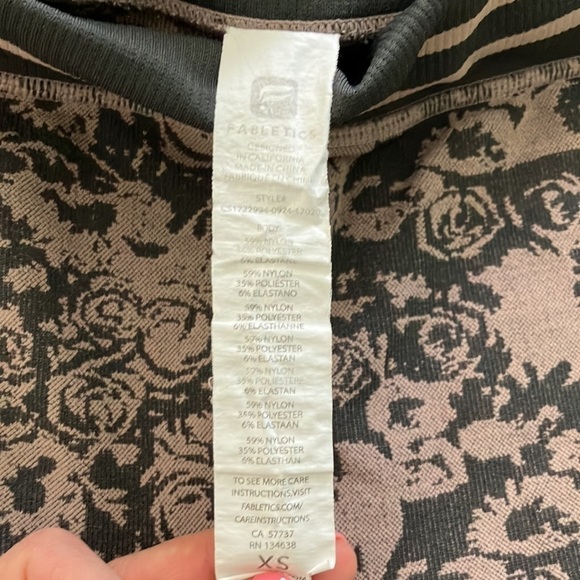 FABLETICS
DESIGNED
IN CALIFORNIA
MADE IN CHINA
STYLE#
BODY:
59% NYLON
35% POLYESTER
6% ELASTANE
59% NYLON
35% POLIÉSTER
6% ELASTANO
59% NYLON
35% POLYESTER
6% ELASTHANNE
59% NYLON
35% POLYESTER
6% ELASTAN
59% NYLON
35% POLIESTERE
6% ELASTAN
59% NYLON
35% POLYESTER
6% ELASTAAN
59% NYLON
35% POLYESTER
6% ELASTHAN
TO SEE MORE CARE
INSTRUCTIONS,VISIT
FABLETICS.COM/
CAREINSTRUCTIONS
CA 57737
RN 134638
XS